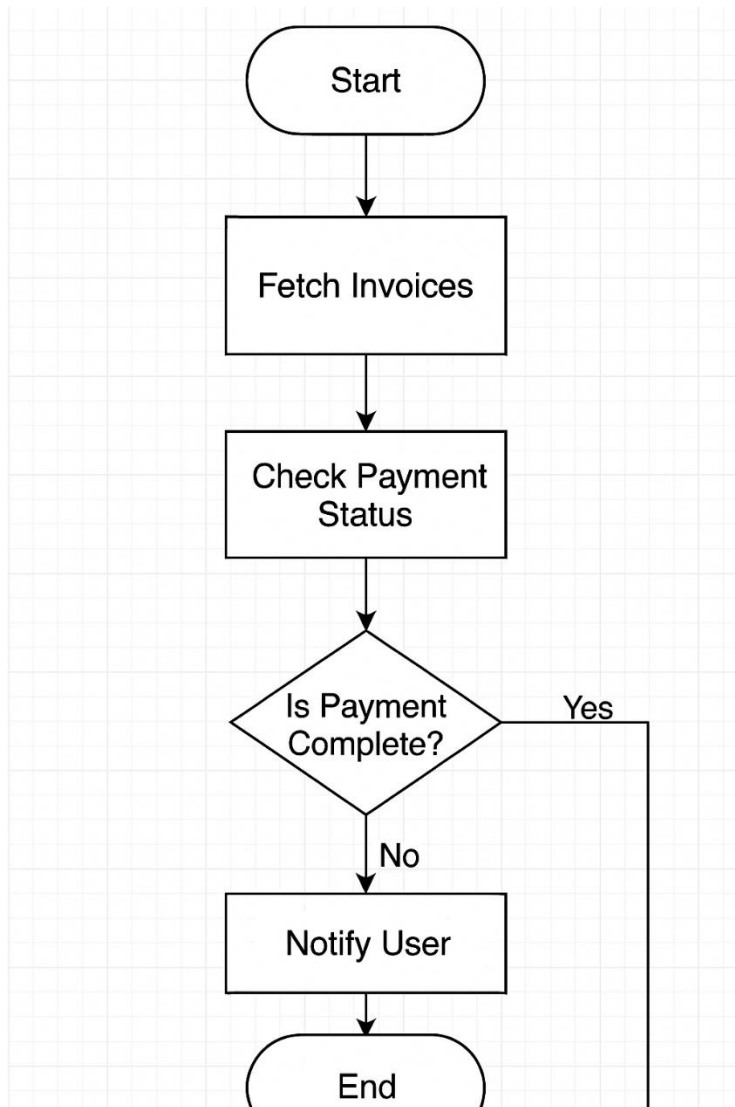 Start
Fetch Invoices
Check Payment
Status
Is Payment
Complete?
Yes
No
Notify User
End